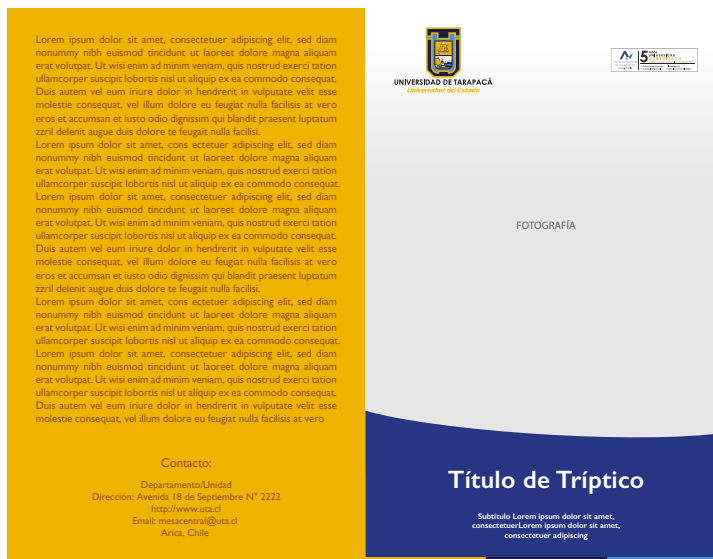 Lorem ipsum dolor sit amet, consectetuer adipiscing elit, sed diam
nonummy nibh euismod tincidunt ut laoreet dolore magna aliquam
erat volutpat. Ut wisi enim ad minim veniam, quis nostrud exerci tation
ullamcorper suscipit lobortis nisl ut aliquip ex ea commodo consequat.
Duis autem vel eum iriure dolor in hendrerit in vulputate velit esse
molestie consequat, vel illum dolore eu feugiat nulla facilisis at vero
eros et accumsan et iusto odio dignissim qui blandit praesent luptatum
zzril delenit augue duis dolore te feugait nulla facilisi.
Lorem ipsum dolor sit amet, cons ectetuer adipiscing elit, sed diam
nonummy nibh euismod tincidunt ut laoreet dolore magna aliquam
erat volutpat. Ut wisi enim ad minim veniam, quis nostrud exerci tation
ullamcorper suscipit lobortis nisl ut aliquip ex ea commodo consequat.
Lorem ipsum dolor sit amet, consectetuer adipiscing elit, sed diam
nonummy nibh euismod tincidunt ut laoreet dolore magna aliquam
erat volutpat. Ut wisi enim ad minim veniam, quis nostrud exerci tation
ullamcorper suscipit lobortis nisl ut aliquip ex ea commodo consequat.
Duis autem vel eum iriure dolor in hendrerit in vulputate velit esse
molestie consequat, vel illum dolore eu feugiat nulla facilisis at vero
eros et accumsan et iusto odio dignissim qui blandit praesent luptatum
zzril delenit augue duis dolore te feugait nulla facilisi.
Lorem ipsum dolor sit amet, cons ectetuer adipiscing elit, sed diam
nonummy nibh euismod tincidunt ut laoreet dolore magna aliquam
erat volutpat. Ut wisi enim ad minim veniam, quis nostrud exerci tation
ullamcorper suscipit lobortis nisl ut aliquip ex ea commodo consequat.
Lorem ipsum dolor sit amet, consectetuer adipiscing elit, sed diam
nonummy nibh euismod tincidunt ut laoreet dolore magna aliquam
erat volutpat. Ut wisi enim ad minim veniam, quis nostrud exerci tation
ullamcorper suscipit lobortis nisl ut aliquip ex ea commodo consequat.
Duis autem vel eum iriure dolor in hendrerit in vulputate velit esse
molestie consequat, vel illum dolore eu feugiat nulla facilisis at vero
Contacto:
Departamento/Unidad
Dirección: Avenida 18 de Septiembre N° 2222
http://www.uta.cl
Email: mesacentral@uta.cl
Arica, Chile
UNIVERSIDAD DE TARAPACÁ
Universidad del Estado
5 AÑOS
UNIVERSIDAD
ACREDITADA
FOTOGRAFÍA
Título de Tríptico
Subtítulo Lorem ipsum dolor sit amet,
consectetuerLorem ipsum dolor sit amet,
consectetuer adipiscing